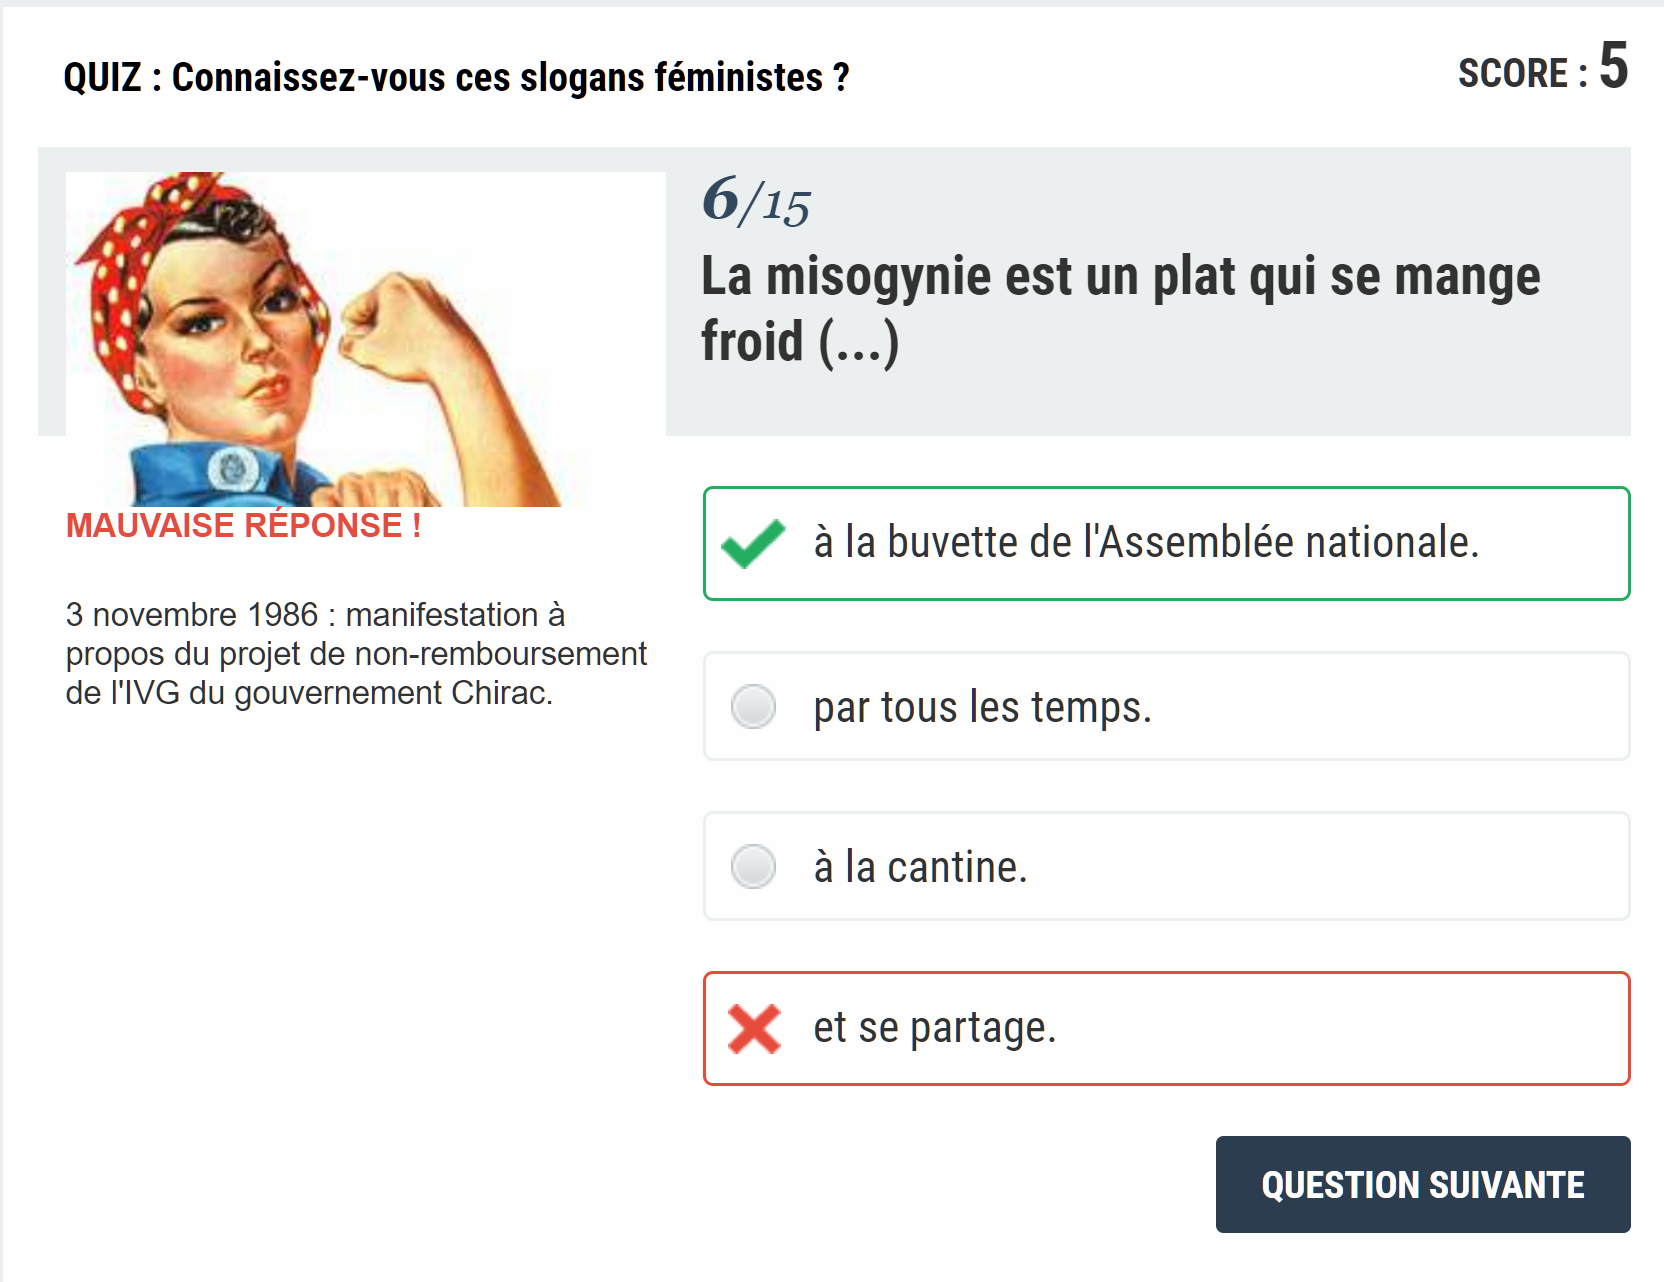 QUIZ : Connaissez-vous ces slogans féministes ?
SCORE : 5
6/15
La misogynie est un plat qui se mange
froid (...)
MAUVAISE RÉPONSE !
3 novembre 1986 : manifestation à
propos du projet de non-remboursement
de l'IVG du gouvernement Chirac.
à la buvette de l'Assemblée nationale.
par tous les temps.
à la cantine.
et se partage.
QUESTION SUIVANTE